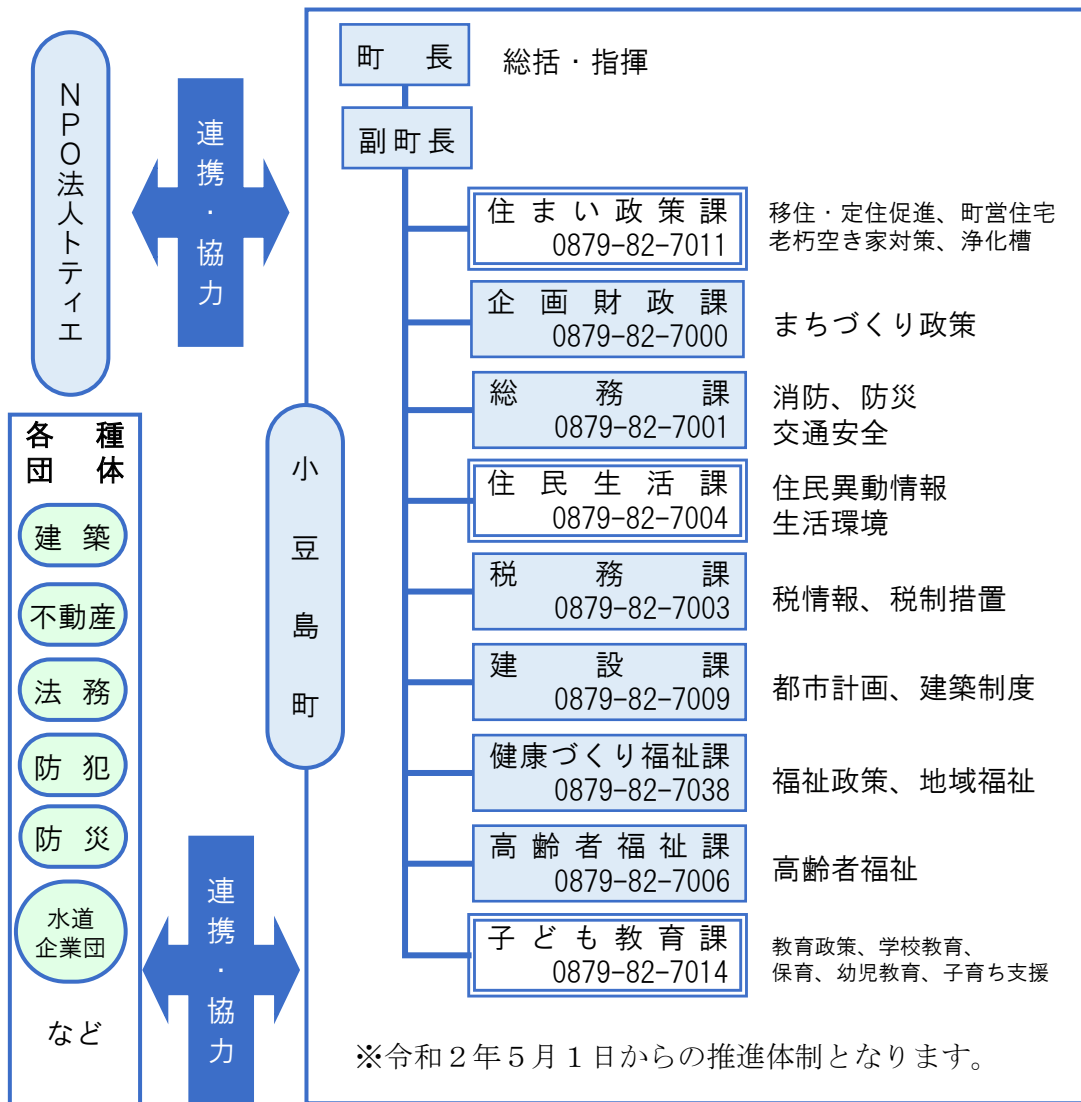 NPO法人トティエ
連携・協力
各種
団体
建築
不動産
法務
防犯
防災
水道
企業団
など
連携・協力
小豆島町
町長
総括・指揮
副町長
住まい政策課
0879-82-7011
移住・定住促進、町営住宅
老朽空き家対策、浄化槽
企画財政課
0879-82-7000
まちづくり政策
総務課
0879-82-7001
消防、防災
交通安全
住民生活課
0879-82-7004
住民異動情報
生活環境
税務課
0879-82-7003
税情報、税制措置
建設課
0879-82-7009
都市計画、建築制度
健康づくり福祉課
0879-82-7038
福祉政策、地域福祉
高齢者福祉課
0879-82-7006
高齢者福祉
子ども教育課
0879-82-7014
教育政策、学校教育、
保育、幼児教育、子育ち支援
※令和２年５月１日からの推進体制となります。